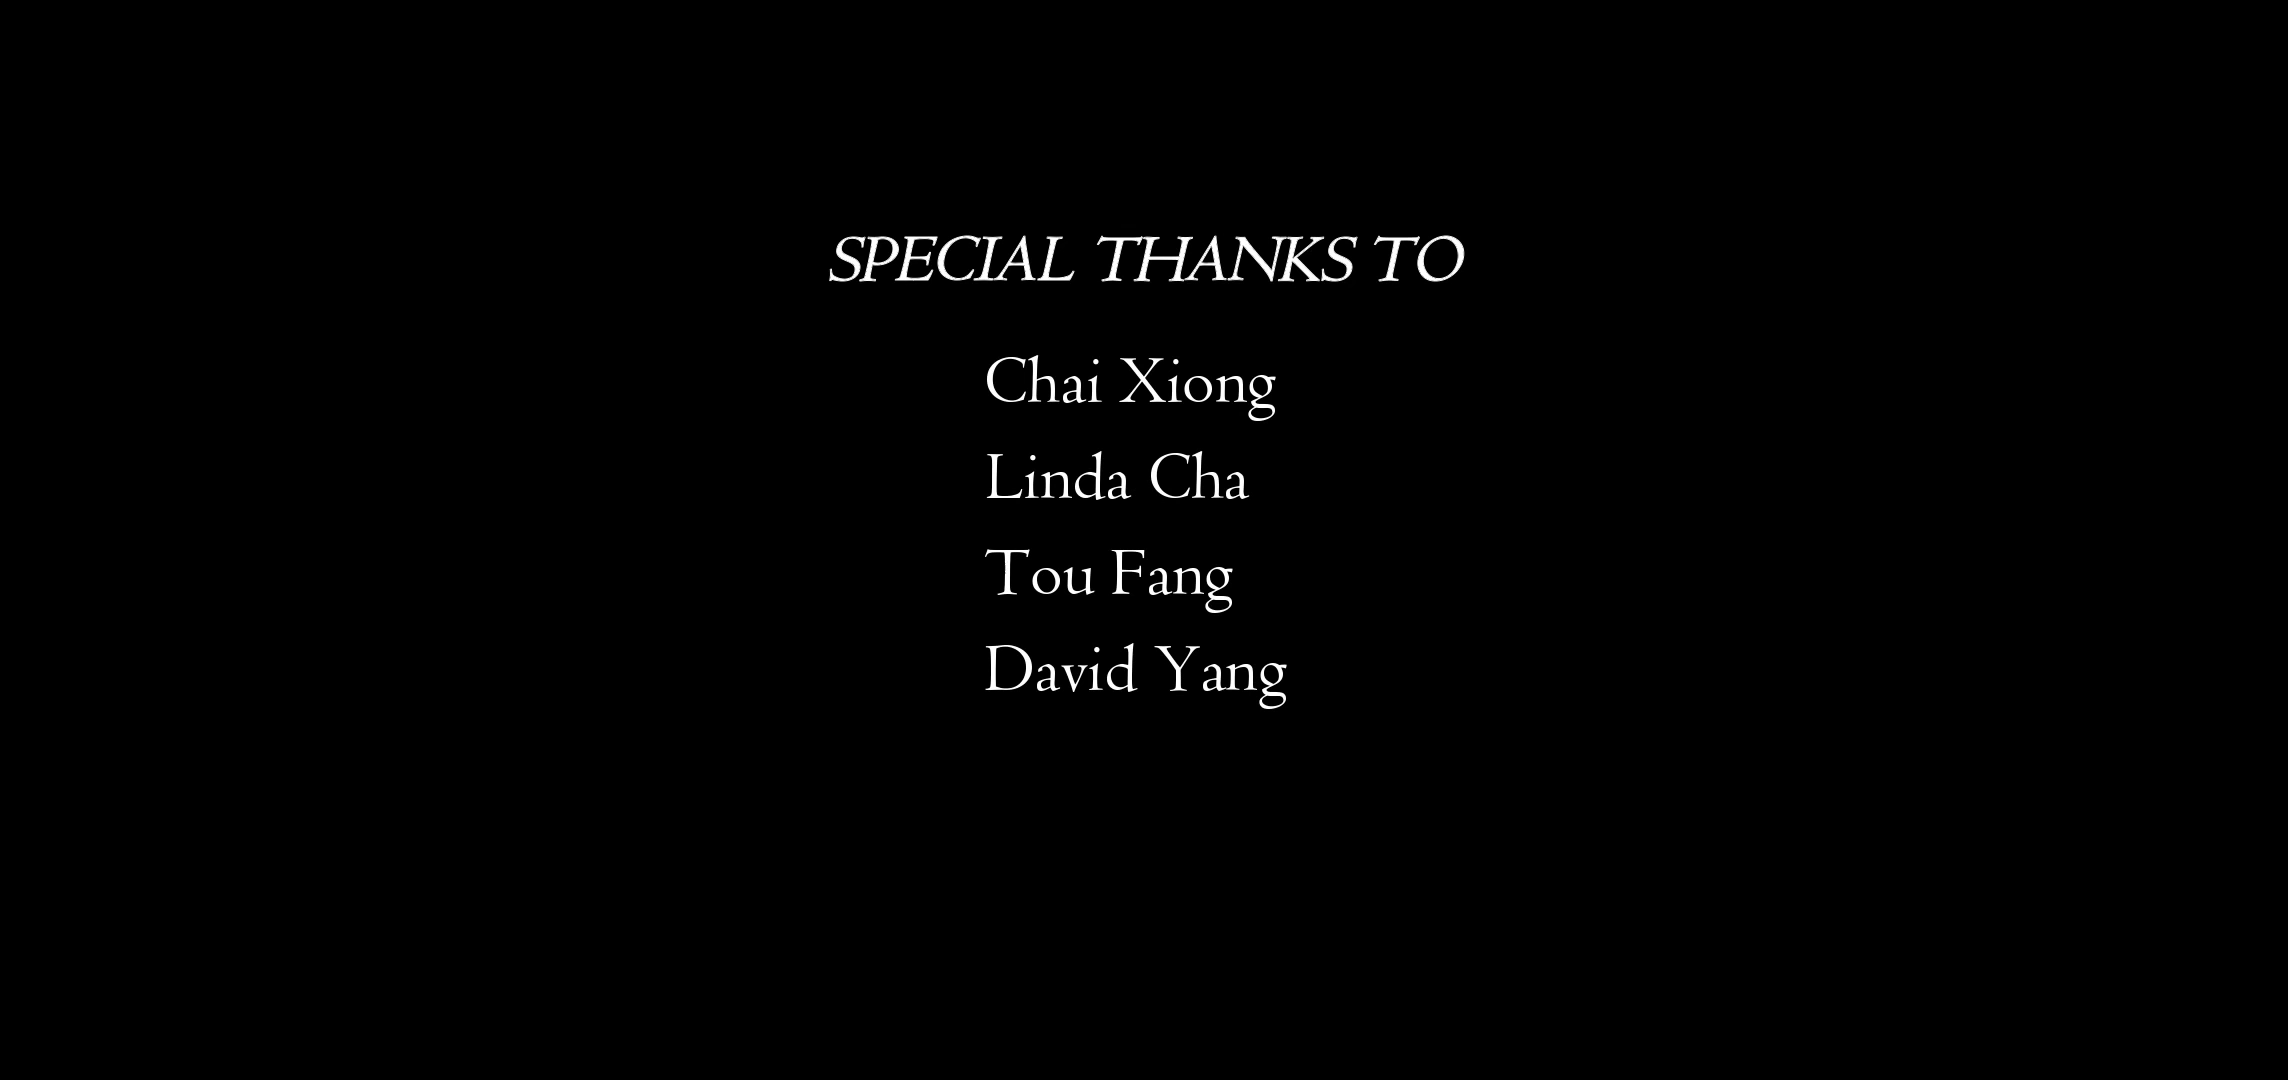 SPECIAL THANKS TO
Chai Xiong
Linda Cha
Tou Fang
David Yang